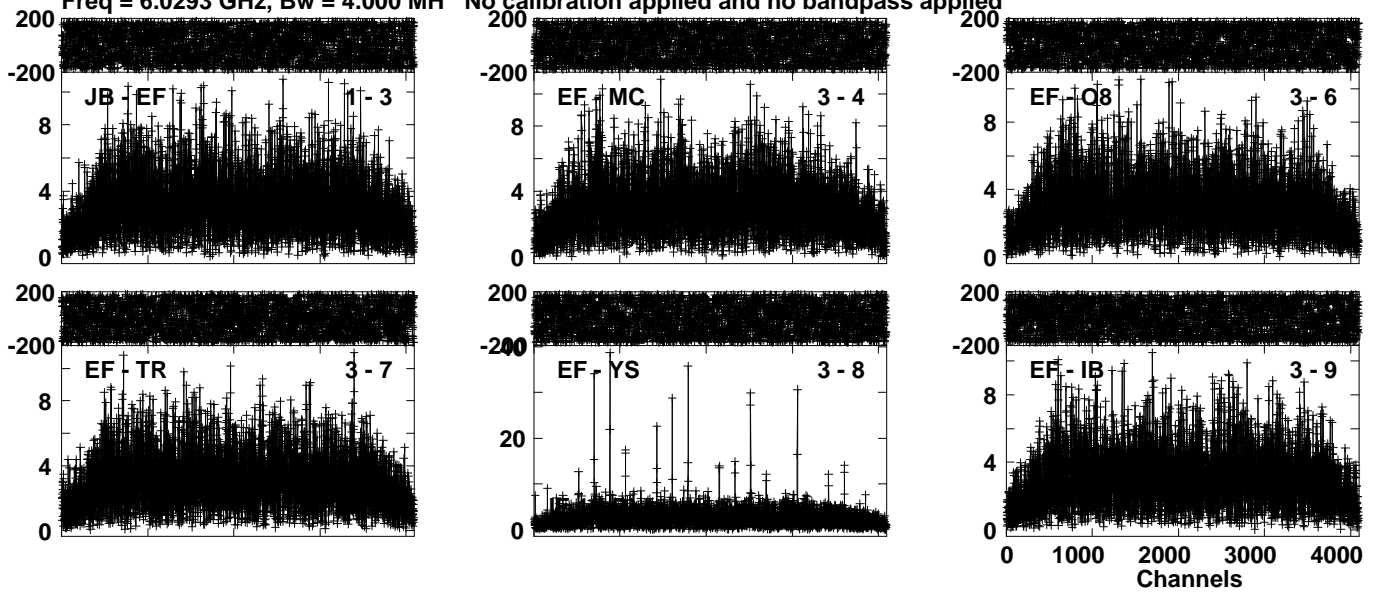 Freq = 6.0293 GHz, Bw = 4.000 MH No calibration applied and no bandpass applied
200 200 200
-200 -200 -200
JB - EF 1 - 3 EF - MC 3 - 4 EF - O8 3 - 6
8 8 8
4 4 4
0 0 0
200 200 200
-200 -200 40 -200
EF - TR 3 - 7 EF - YS 3 - 8 EF - IB 3 - 9
8 20 8
4 4
0 0 0
0 1000 2000 3000 4000
Channels